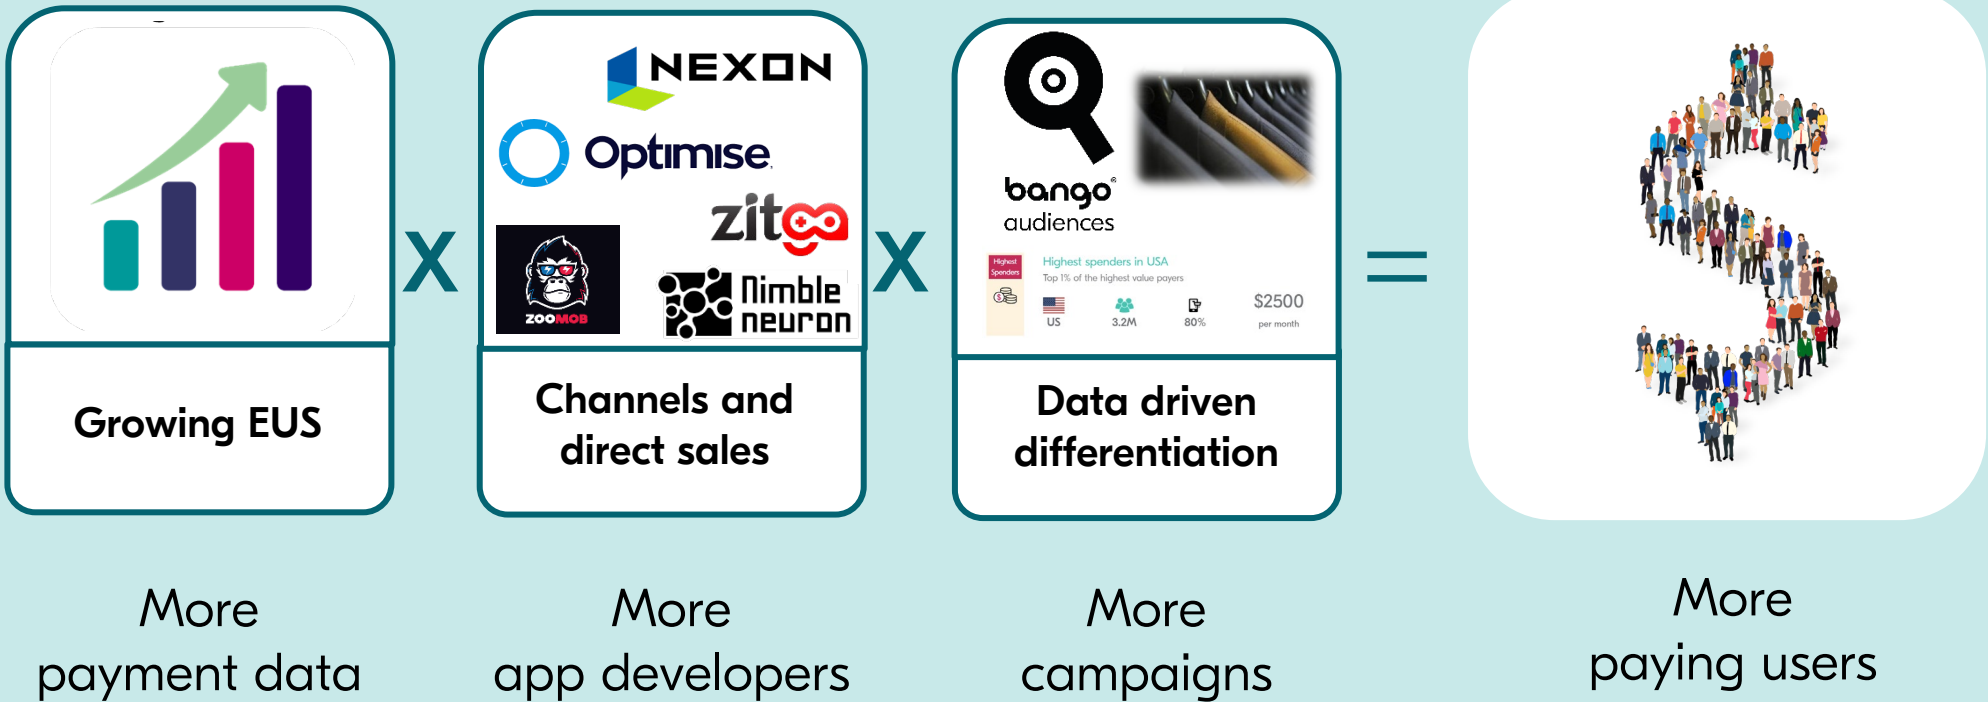 NEXON
Optimise
zitga
ZOOMOB
nimble
neuron
bango®
audiences
Highest
Spenders
Highest spenders in USA
Top 1% of the highest value payers
$
US
3.2M
80%
$2500
per month
Growing EUS
X
Channels and
direct sales
X
Data driven
differentiation
=
More
payment data
More
app developers
More
campaigns
More
paying users